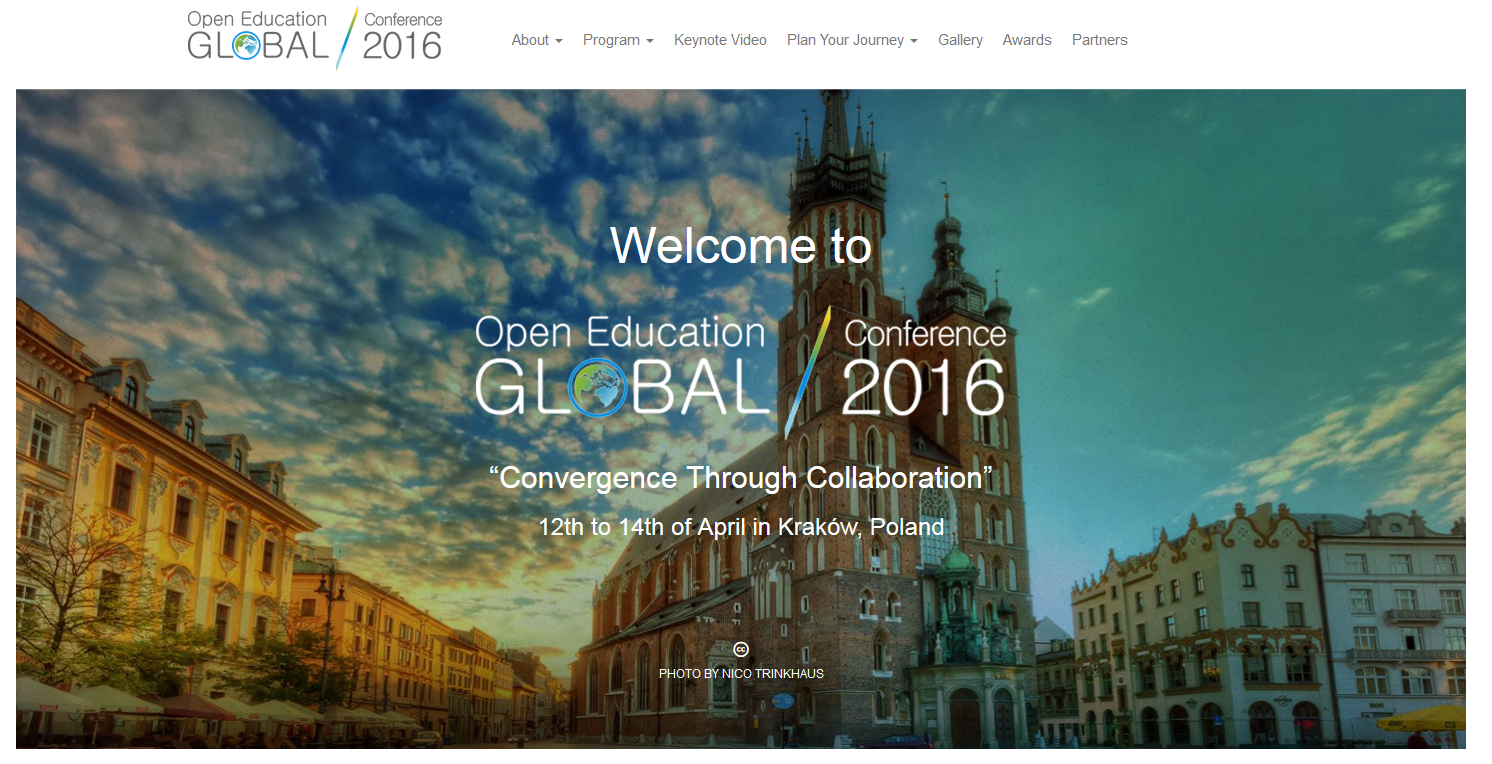 Open Education
GLOBAL
Conference
2016
About
Program
Keynote Video
Plan Your Journey
Gallery
Awards
Partners
Welcome to
Open Education
GLOBAL
Conference
2016
“Convergence Through Collaboration”
12th to 14th of April in Kraków, Poland
cc
PHOTO BY NICO TRINKHAUS